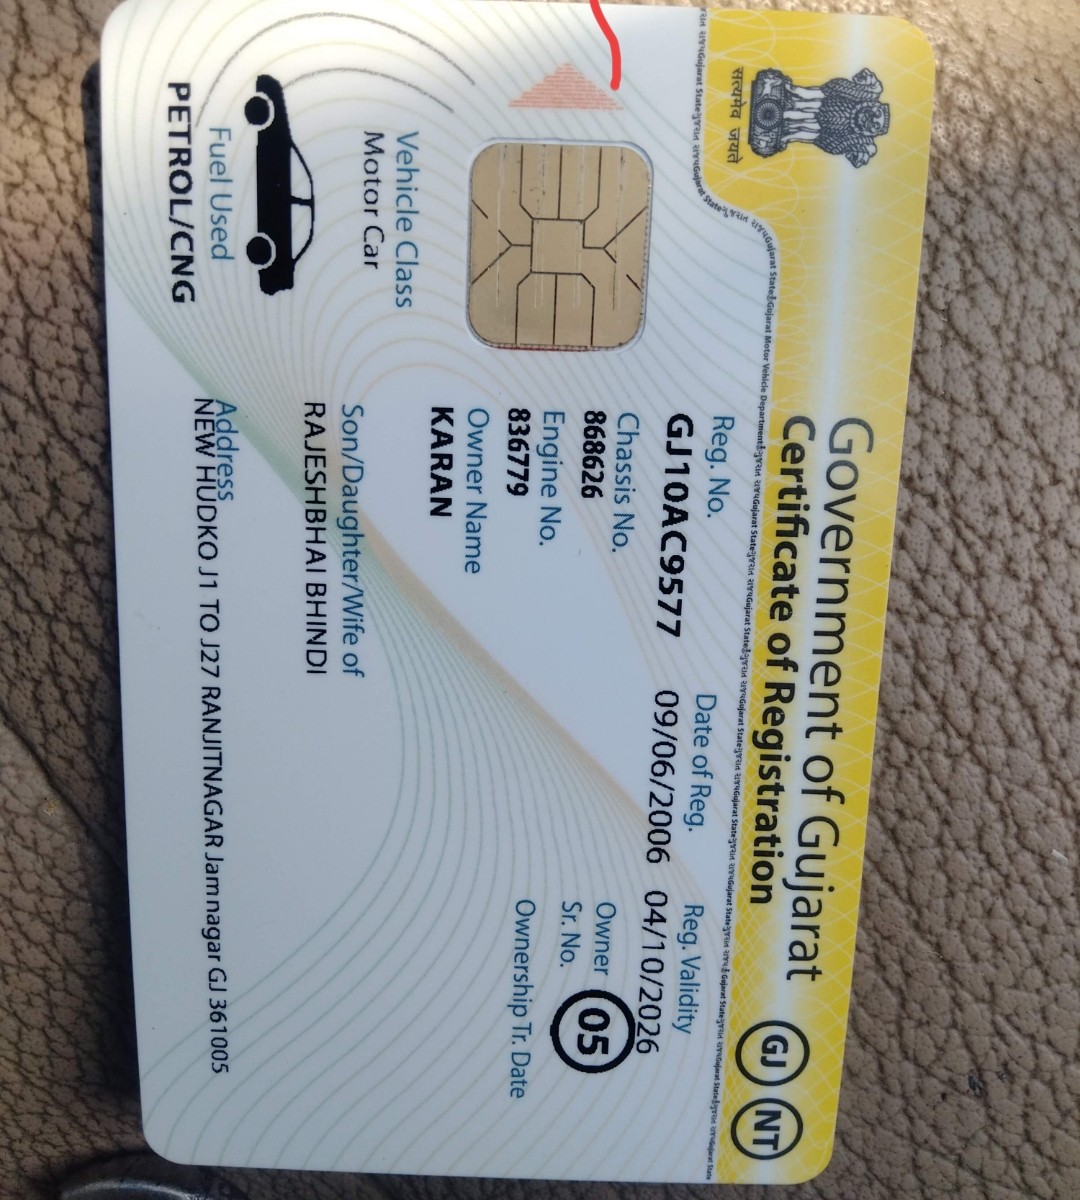 Government of Gujarat
Certificate of Registration
GJ NT
सत्यमेव जयते
Reg. No. Date of Reg. Reg. Validity
GJ10AC9577 09/06/2006 04/10/2026
Chassis No.
868626
Owner Sr. No. 05
Engine No.
836779
Ownership Tr. Date
Owner Name
KARAN
Vehicle Class
Motor Car
Son/Daughter/Wife of
RAJESHBHAI BHINDI
Fuel Used
PETROL/CNG
Address
NEW HUDKO J1 TO J27 RANJITNAGAR Jamnagar GJ 361005